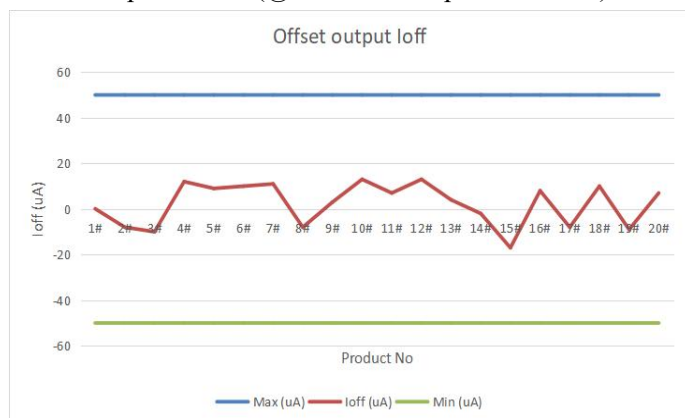 Offset output Ioff
60
40
20
0
-20
-40
-60
Ioff (uA)
1# 2# 3# 4# 5# 6# 7# 8# 9# 10# 11# 12# 13# 14# 15# 16# 17# 18# 19# 20#
Product No
Max (uA) Ioff (uA) Min (uA)